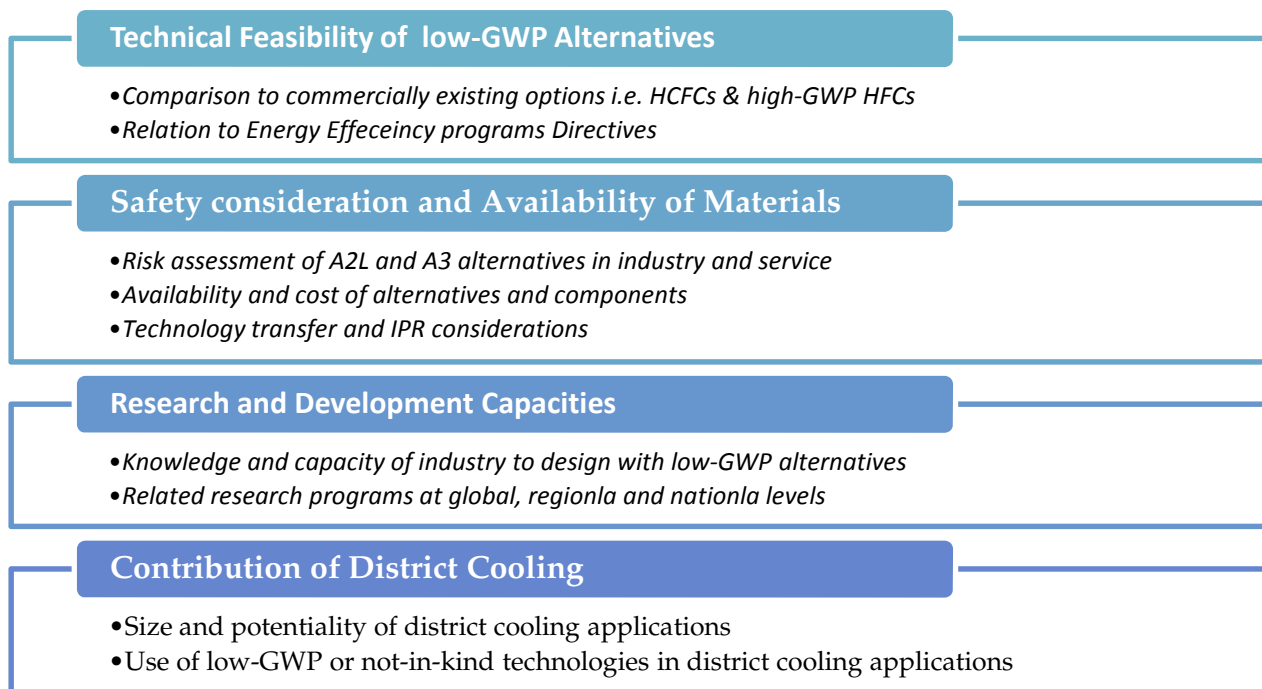 Technical Feasibility of low-GWP Alternatives
•Comparison to commercially existing options i.e. HCFCs & high-GWP HFCs
•Relation to Energy Effeceincy programs Directives
Safety consideration and Availability of Materials
•Risk assessment of A2L and A3 alternatives in industry and service
•Availability and cost of alternatives and components
•Technology transfer and IPR considerations
Research and Development Capacities
•Knowledge and capacity of industry to design with low-GWP alternatives
•Related research programs at global, regionla and nationla levels
Contribution of District Cooling
•Size and potentiality of district cooling applications
•Use of low-GWP or not-in-kind technologies in district cooling applications